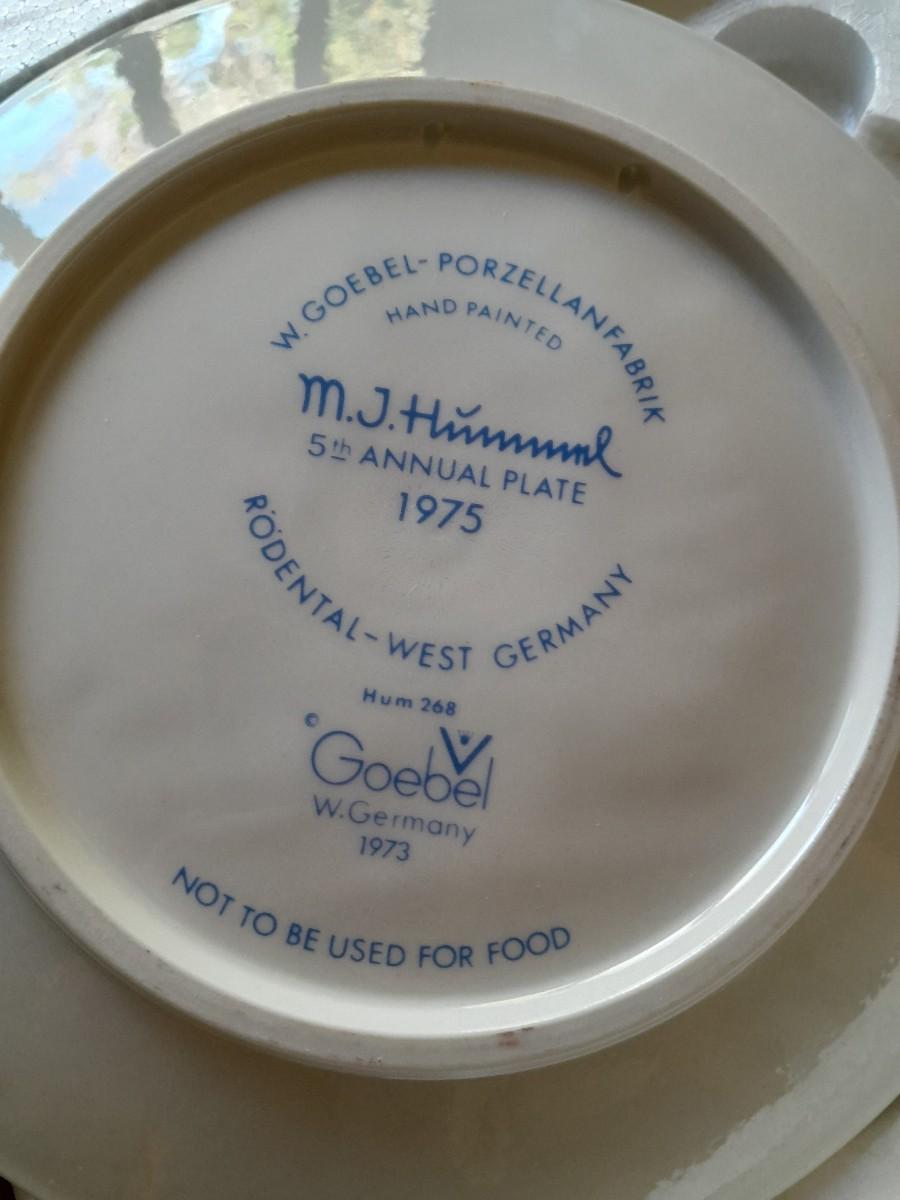 W. GOEBEL-PORZELLANFABRIK
HAND PAINTED
M.J.Hŭmmel
5th ANNUAL PLATE
1975
RÖDENTAL-WEST GERMANY
Hum 268
© Goebel
W.Germany
1973
NOT TO BE USED FOR FOOD